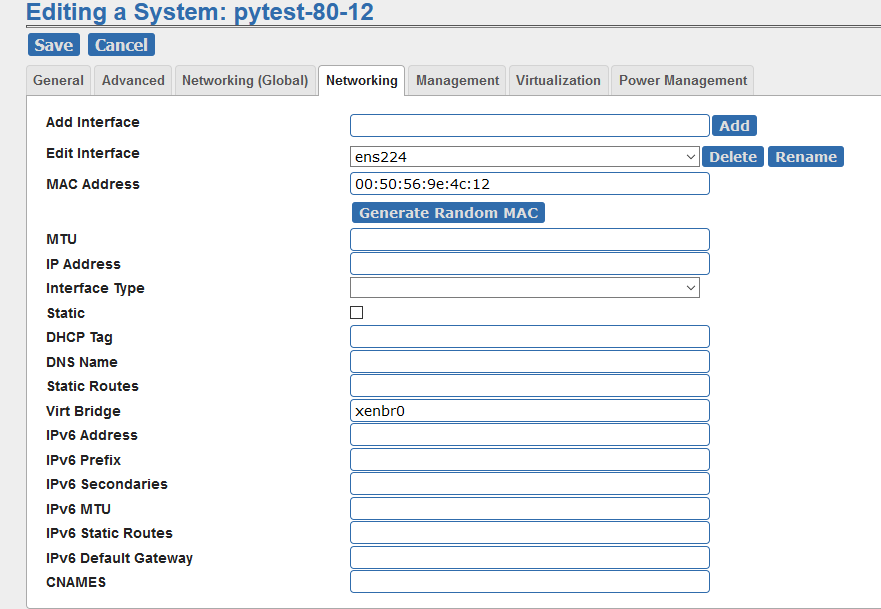 Editing a System: pytest-80-12
Save Cancel
General Advanced Networking (Global) Networking Management Virtualization Power Management
Add Interface Add
Edit Interface ens224 Delete Rename
MAC Address 00:50:56:9e:4c:12
Generate Random MAC
MTU
IP Address
Interface Type
Static
DHCP Tag
DNS Name
Static Routes
Virt Bridge xenbr0
IPv6 Address
IPv6 Prefix
IPv6 Secondaries
IPv6 MTU
IPv6 Static Routes
IPv6 Default Gateway
CNAMES